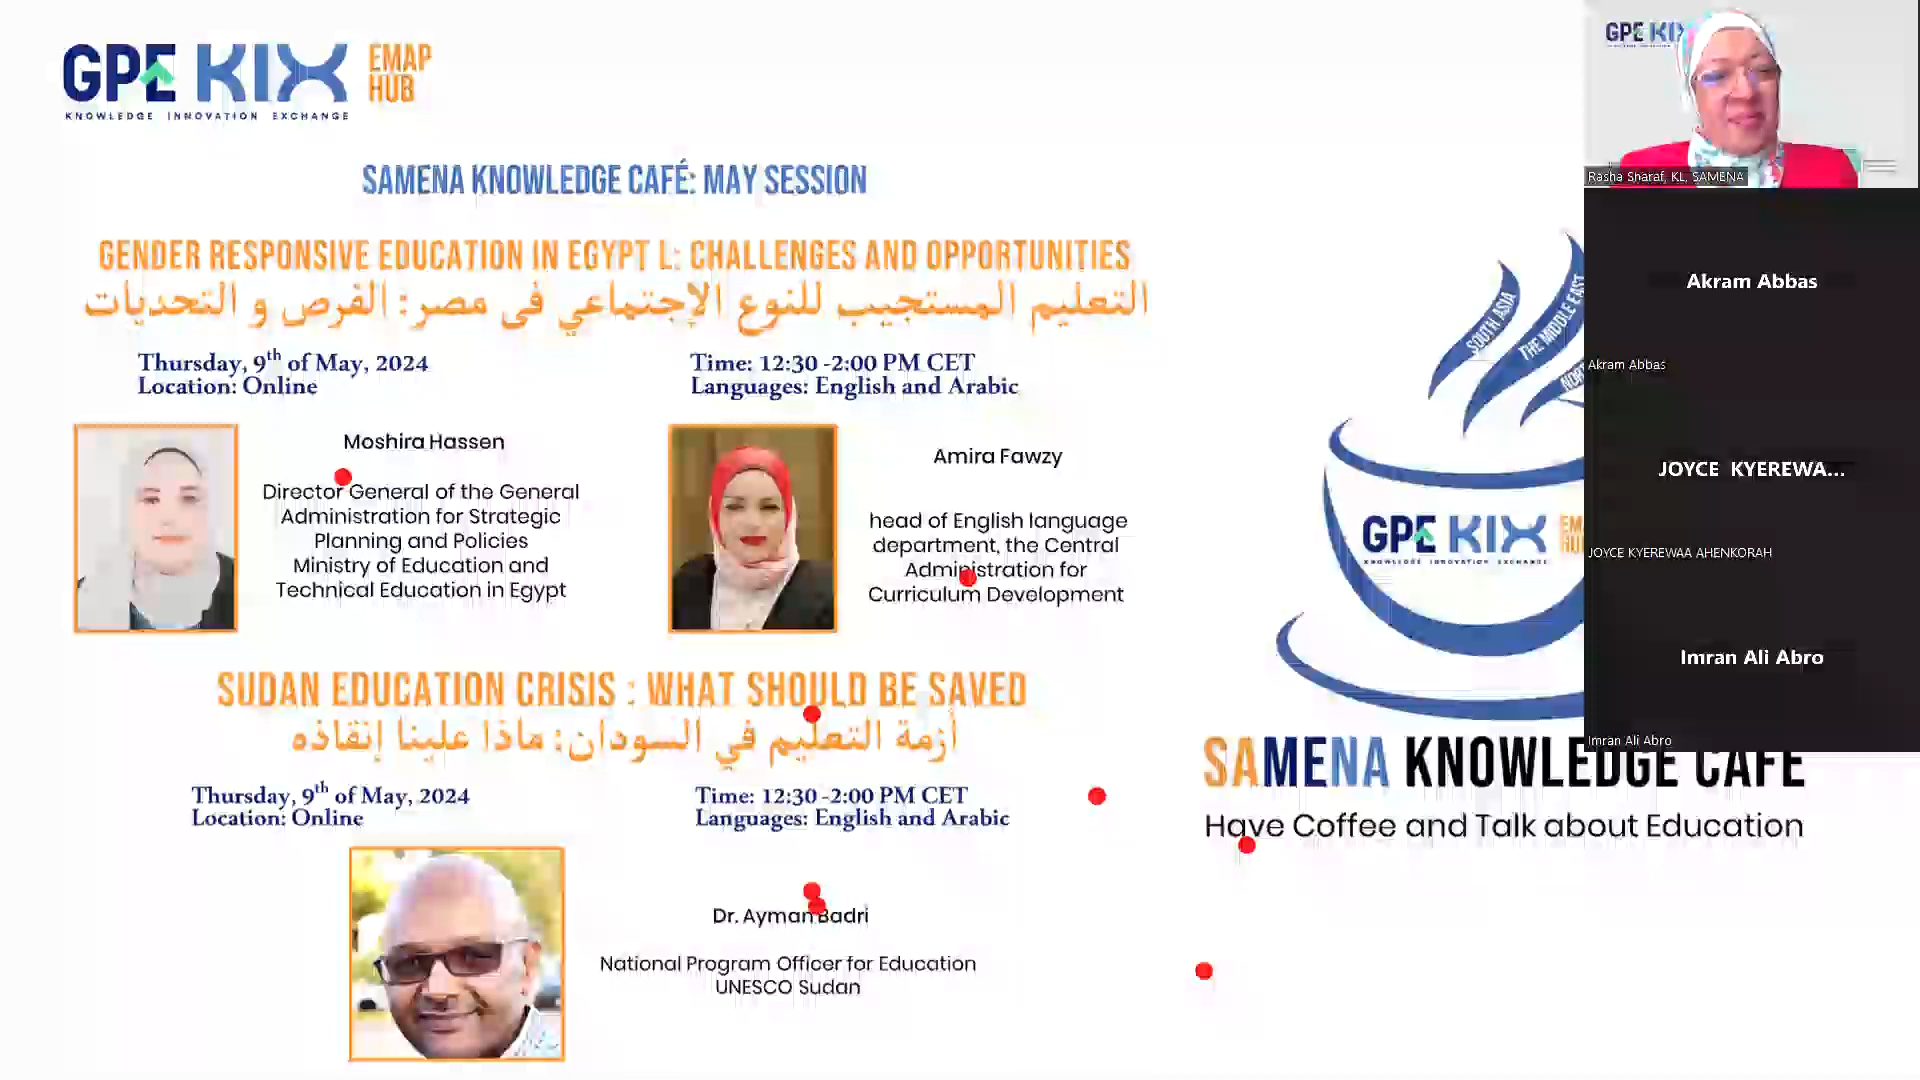 GPE KIX EMAP HUB
KNOWLEDGE INNOVATION EXCHANGE
SAMENA KNOWLEDGE CAFÉ: MAY SESSION
GENDER RESPONSIVE EDUCATION IN EGYPT L: CHALLENGES AND OPPORTUNITIES
التعليم المستجيب للنوع الإجتماعي فى مصر: الفرص و التحديات
Thursday, 9th of May, 2024
Location: Online
Time: 12:30 -2:00 PM CET
Languages: English and Arabic
Moshira Hassen
Director General of the General
Administration for Strategic
Planning and Policies
Ministry of Education and
Technical Education in Egypt
Amira Fawzy
head of English language
department, the Central
Administration for
Curriculum Development
SUDAN EDUCATION CRISIS : WHAT SHOULD BE SAVED
أزمة التعليم في السودان: ماذا علينا إنقاذه
Thursday, 9th of May, 2024
Location: Online
Time: 12:30 -2:00 PM CET
Languages: English and Arabic
Dr. Ayman Badri
National Program Officer for Education
UNESCO Sudan
SOUTH ASIA
THE MIDDLE EAST
GPE KIX
KNOWLEDGE INNOVATION EXCHANGE
SAMENA KNOWLEDGE CAFE
Have Coffee and Talk about Education
GPE KIX
Rasha Sharaf, KL, SAMENA
Akram Abbas
Akram Abbas
JOYCE KYEREWA...
JOYCE KYEREWAA AHENKORAH
Imran Ali Abro
Imran Ali Abro